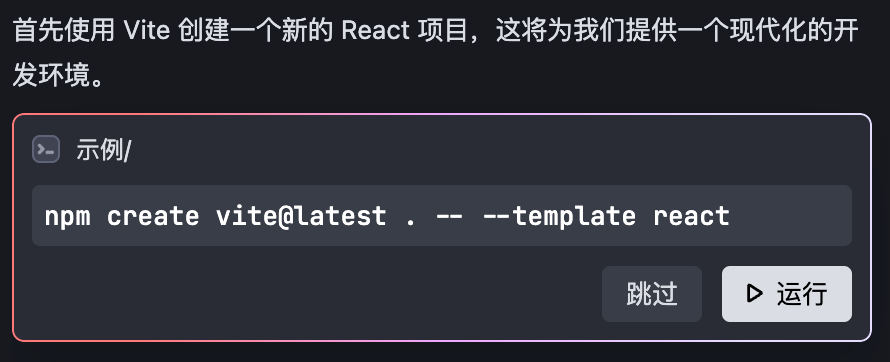 首先使用 Vite 创建一个新的 React 项目，这将为我们提供一个现代化的开
发环境。
示例/
npm create vite@latest . -- --template react
跳过
运行